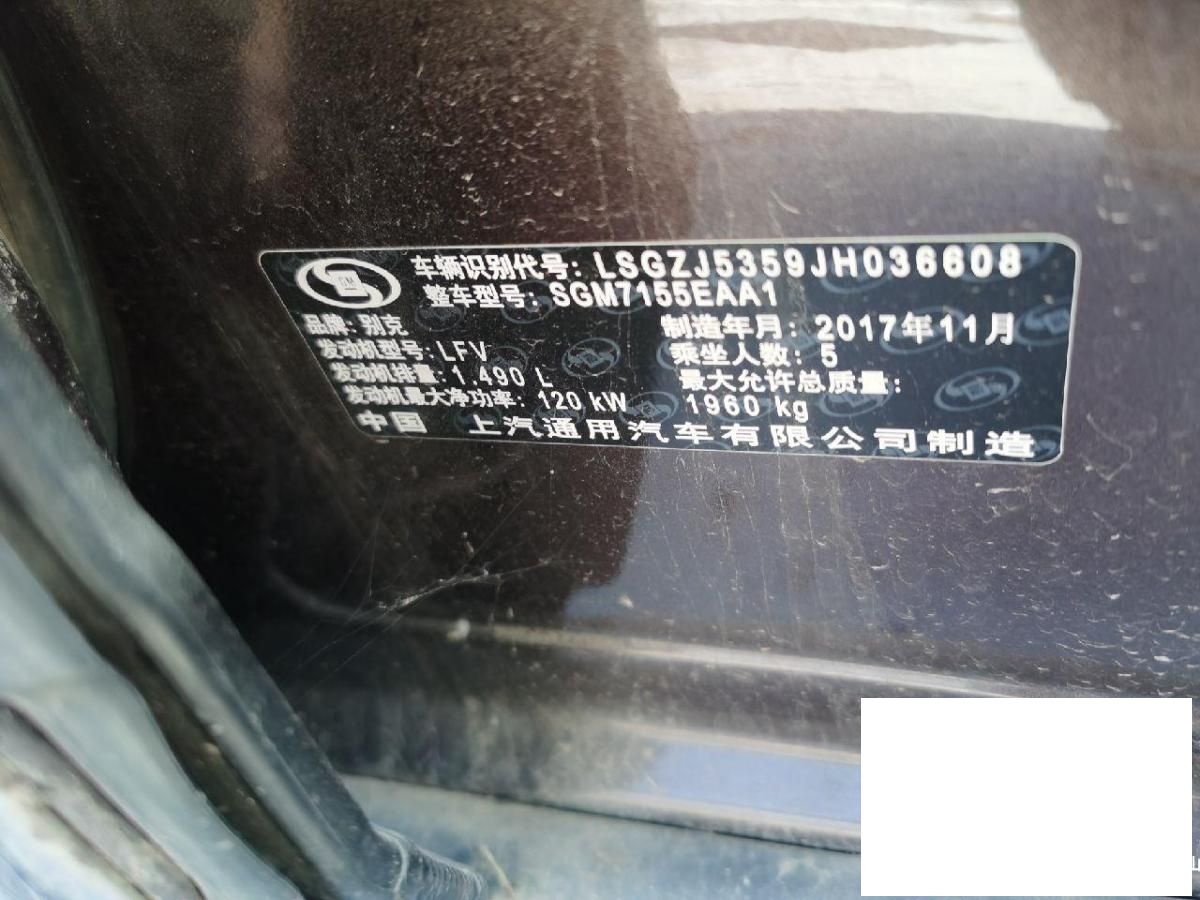 车辆识别代号: LSGZJ5359JH036608
整车型号: SGM7155EAA1
品牌: 别克
制造年月: 2017年11月
发动机型号: LFV
乘坐人数: 5
发动机排量: 1.490 L
最大允许总质量:
1960 kg
发动机最大净功率: 120 kW
中国 上汽通用汽车有限公司制造